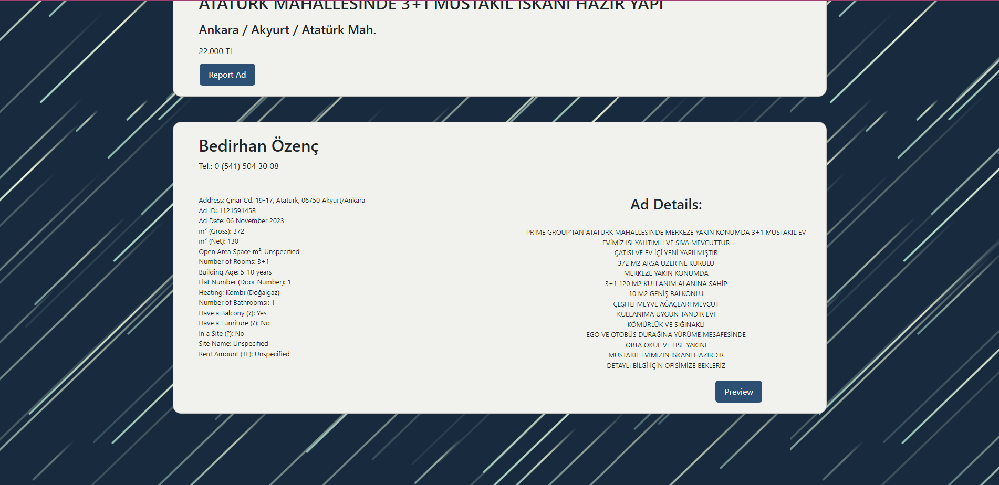 ATATÜRK MAHALLESİNDE 3+1 MÜSTAKİL İSKANI HAZIR YAPI
Ankara / Akyurt / Atatürk Mah.
22.000 TL
Report Ad
Bedirhan Özenç
Tel.: 0 (541) 504 30 08
Address: Çınar Cd. 19-17, Atatürk, 06750 Akyurt/Ankara
Ad ID: 1121591458
Ad Date: 06 November 2023
m² (Gross): 372
m² (Net): 130
Open Area Space m²: Unspecified
Number of Rooms: 3+1
Building Age: 5-10 years
Flat Number (Door Number): 1
Heating: Kombi (Doğalgaz)
Number of Bathroomsı: 1
Have a Balcony (?): Yes
Have a Furniture (?): No
In a Site (?): No
Site Name: Unspecified
Rent Amount (TL): Unspecified
Ad Details:
PRIME GROUP'TAN ATATÜRK MAHALLESİNDE MERKEZE YAKIN KONUMDA 3+1 MÜSTAKİL EV
EVİMİZ ISI YALITIMLI VE SIVA MEVCUTTUR
ÇATISI VE EV İÇİ YENİ YAPILMIŞTIR
372 M2 ARSA ÜZERİNE KURULU
MERKEZE YAKIN KONUMDA
3+1 120 M2 KULLANIM ALANINA SAHİP
10 M2 GENİŞ BALKONLU
ÇEŞİTLİ MEYVE AĞAÇLARI MEVCUT
KULLANIMA UYGUN TANDIR EVİ
KÖMÜRLÜK VE SIĞINAKLI
EGO VE OTOBÜS DURAĞINA YÜRÜME MESAFESİNDE
ORTA OKUL VE LİSE YAKINI
MÜSTAKİL EVİMİZİN İSKANI HAZIRDIR
DETAYLI BİLGİ İÇİN OFİSİMİZE BEKLERİZ
Preview